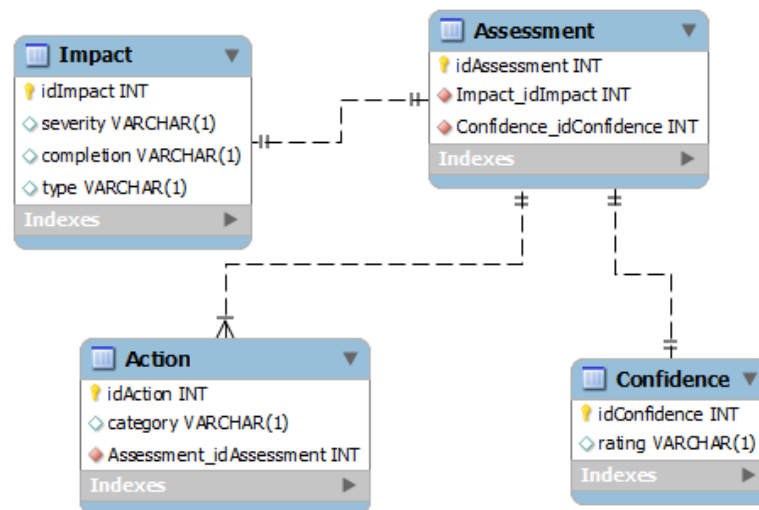 Impact
idImpact INT
severity VARCHAR(1)
completion VARCHAR(1)
type VARCHAR(1)
Indexes
Assessment
idAssessment INT
Impact_idImpact INT
Confidence_idConfidence INT
Indexes
Action
idAction INT
category VARCHAR(1)
Assessment_idAssessment INT
Indexes
Confidence
idConfidence INT
rating VARCHAR(1)
Indexes